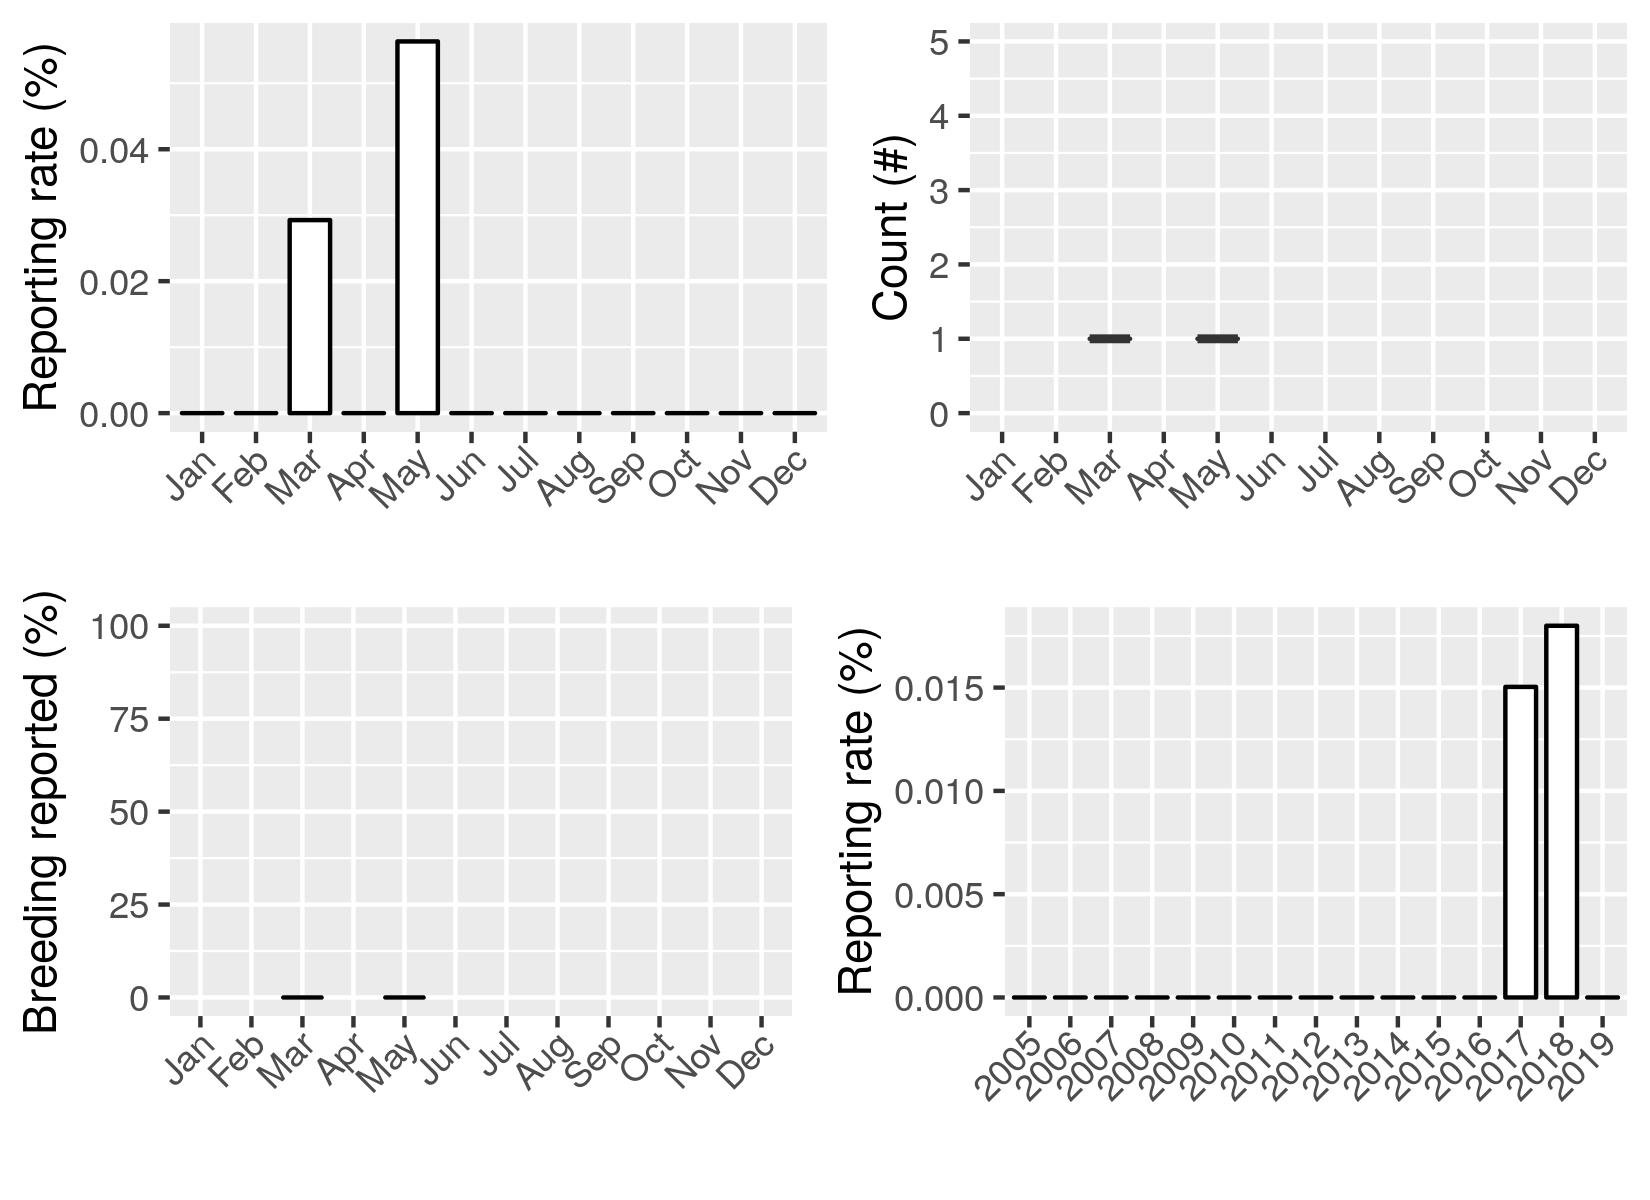 Reporting rate (%)
0.04
0.02
0.00
Jan Feb Mar Apr May Jun Jul Aug Sep Oct Nov Dec
Count (#)
5
4
3
2
1
0
Jan Feb Mar Apr May Jun Jul Aug Sep Oct Nov Dec
Breeding reported (%)
100
75
50
25
0
Jan Feb Mar Apr May Jun Jul Aug Sep Oct Nov Dec
Reporting rate (%)
0.015
0.010
0.005
0.000
2005 2006 2007 2008 2009 2010 2011 2012 2013 2014 2015 2016 2017 2018 2019